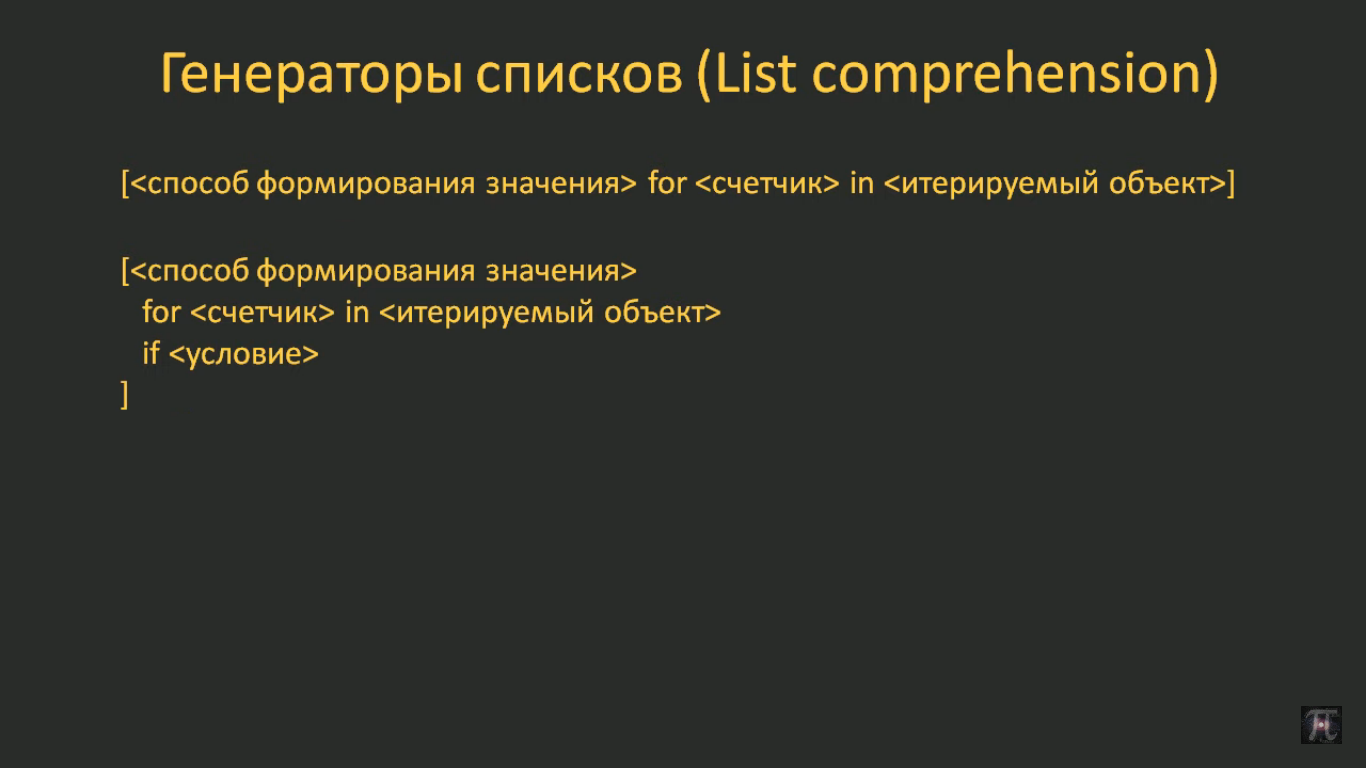 Генераторы списков (List comprehension)
[<способ формирования значения> for <счетчик> in <итерируемый объект>]
[<способ формирования значения>
for <счетчик> in <итерируемый объект>
if <условие>
]